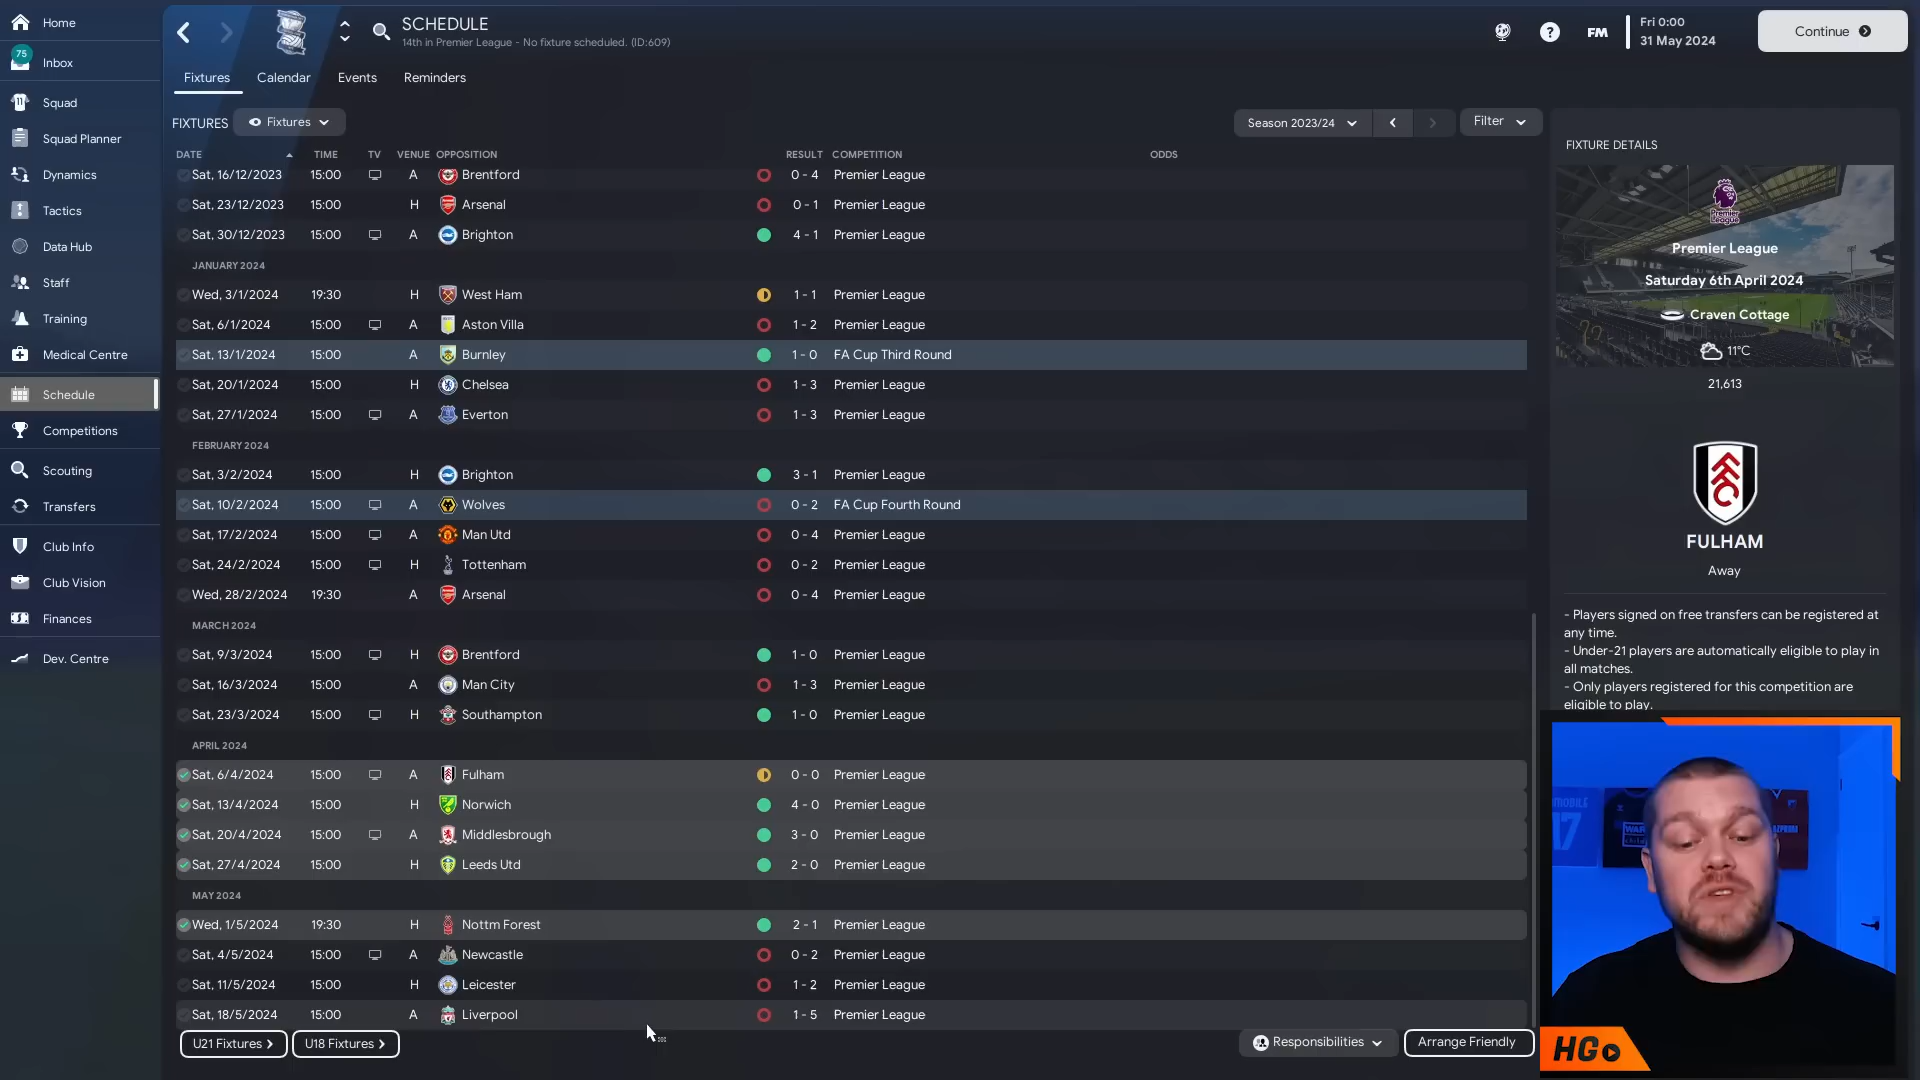 Home
75
Inbox
Squad
Squad Planner
Dynamics
Tactics
Data Hub
Staff
Training
Medical Centre
Schedule
Competitions
Scouting
Transfers
Club Info
Club Vision
Finances
Dev. Centre
SCHEDULE
14th in Premier League - No fixture scheduled. (ID:609)
FM
Fri 0:00
31 May 2024
Continue
Fixtures Calendar Events Reminders
FIXTURES Fixtures Season 2023/24 Filter
DATE TIME TV VENUE OPPOSITION RESULT COMPETITION ODDS
Sat, 16/12/2023 15:00 A Brentford 0 - 4 Premier League
Sat, 23/12/2023 15:00 H Arsenal 0 - 1 Premier League
Sat, 30/12/2023 15:00 A Brighton 4 - 1 Premier League
JANUARY 2024
Wed, 3/1/2024 19:30 H West Ham 1 - 1 Premier League
Sat, 6/1/2024 15:00 A Aston Villa 1 - 2 Premier League
Sat, 13/1/2024 15:00 A Burnley 1 - 0 FA Cup Third Round
Sat, 20/1/2024 15:00 H Chelsea 1 - 3 Premier League
Sat, 27/1/2024 15:00 A Everton 1 - 3 Premier League
FEBRUARY 2024
Sat, 3/2/2024 15:00 H Brighton 3 - 1 Premier League
Sat, 10/2/2024 15:00 A Wolves 0 - 2 FA Cup Fourth Round
Sat, 17/2/2024 15:00 A Man Utd 0 - 4 Premier League
Sat, 24/2/2024 15:00 H Tottenham 0 - 2 Premier League
Wed, 28/2/2024 19:30 A Arsenal 0 - 4 Premier League
MARCH 2024
Sat, 9/3/2024 15:00 H Brentford 1 - 0 Premier League
Sat, 16/3/2024 15:00 A Man City 1 - 3 Premier League
Sat, 23/3/2024 15:00 H Southampton 1 - 0 Premier League
APRIL 2024
Sat, 6/4/2024 15:00 A Fulham 0 - 0 Premier League
Sat, 13/4/2024 15:00 H Norwich 4 - 0 Premier League
Sat, 20/4/2024 15:00 A Middlesbrough 3 - 0 Premier League
Sat, 27/4/2024 15:00 H Leeds Utd 2 - 0 Premier League
MAY 2024
Wed, 1/5/2024 19:30 H Nottm Forest 2 - 1 Premier League
Sat, 4/5/2024 15:00 A Newcastle 0 - 2 Premier League
Sat, 11/5/2024 15:00 H Leicester 1 - 2 Premier League
Sat, 18/5/2024 15:00 A Liverpool 1 - 5 Premier League
U21 Fixtures U18 Fixtures Responsibilities Arrange Friendly
FIXTURE DETAILS
Premier League
Premier League
Saturday 6th April 2024
Craven Cottage
11°C
21,613
FFC
FULHAM
Away
- Players signed on free transfers can be registered at
any time.
- Under-21 players are automatically eligible to play in
all matches.
- Only players registered for this competition are
eligible to play.
17
HG